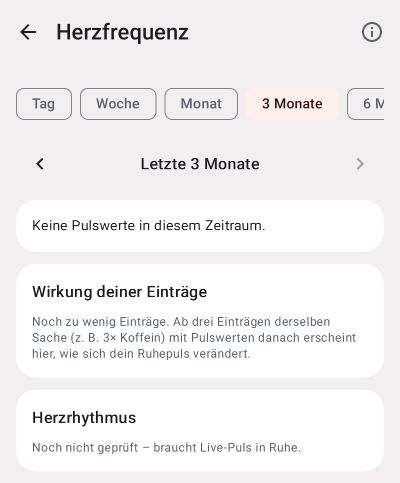 Herzfrequenz
Tag
Woche
Monat
3 Monate
6 M
Letzte 3 Monate
Keine Pulswerte in diesem Zeitraum.
Wirkung deiner Einträge
Noch zu wenig Einträge. Ab drei Einträgen derselben
Sache (z. B. 3× Koffein) mit Pulswerten danach erscheint
hier, wie sich dein Ruhepuls verändert.
Herzrhythmus
Noch nicht geprüft – braucht Live-Puls in Ruhe.